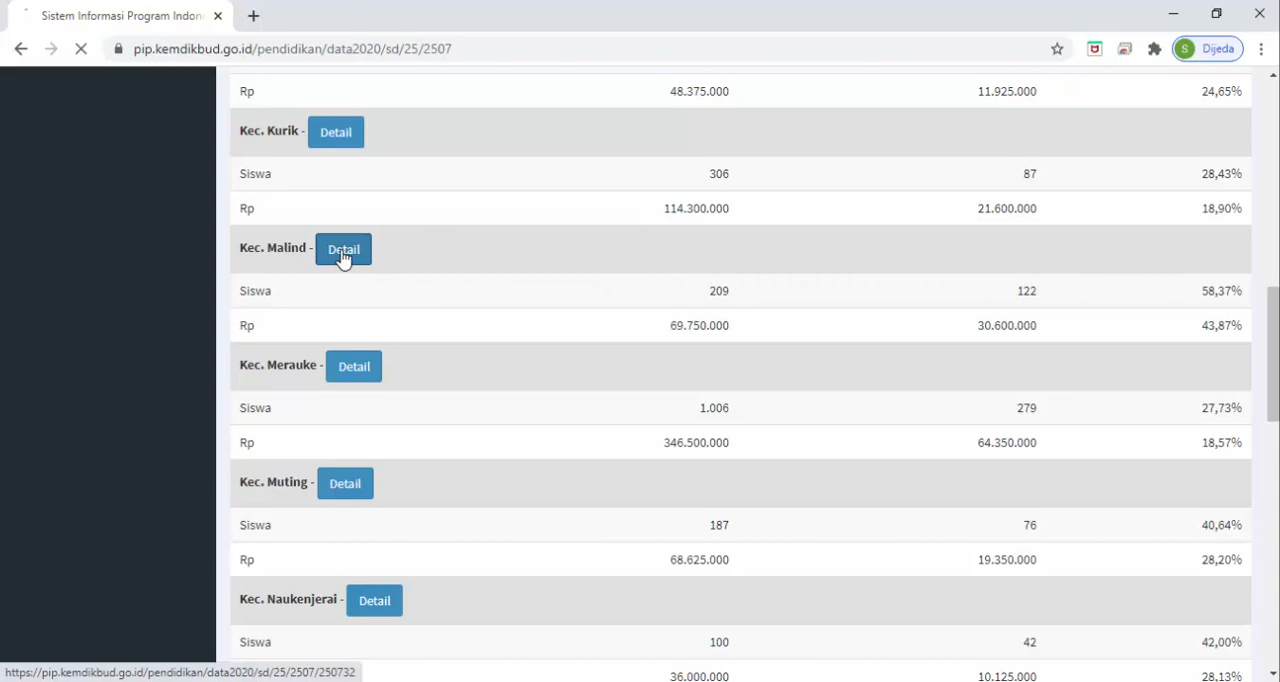 Sistem Informasi Program Indon
pip.kemdikbud.go.id/pendidikan/data2020/sd/25/2507
S Dijeda
Rp 48.375.000 11.925.000 24,65%
Kec. Kurik - Detail
Siswa 306 87 28,43%
Rp 114.300.000 21.600.000 18,90%
Kec. Malind - Detail
Siswa 209 122 58,37%
Rp 69.750.000 30.600.000 43,87%
Kec. Merauke - Detail
Siswa 1.006 279 27,73%
Rp 346.500.000 64.350.000 18,57%
Kec. Muting - Detail
Siswa 187 76 40,64%
Rp 68.625.000 19.350.000 28,20%
Kec. Naukenjerai - Detail
Siswa 100 42 42,00%
36.000.000 10.125.000 28,13%
https://pip.kemdikbud.go.id/pendidikan/data2020/sd/25/2507/250732